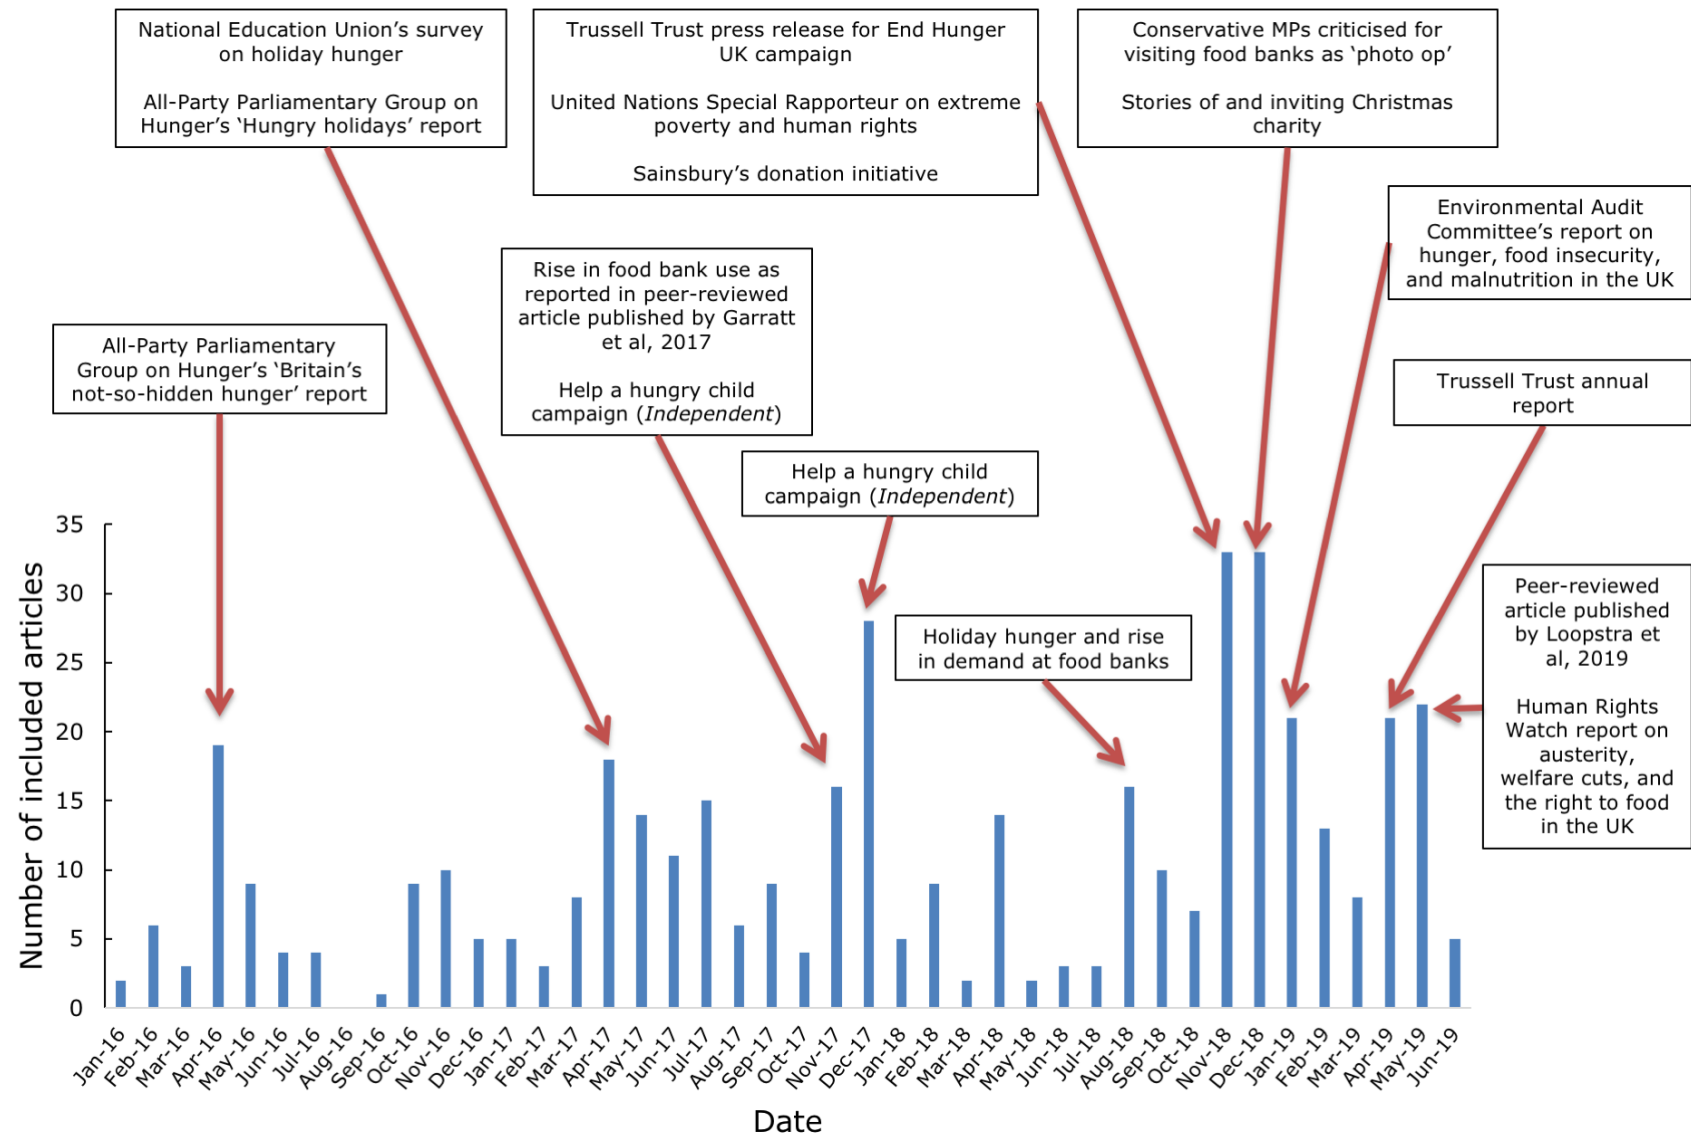 National Education Union’s survey
on holiday hunger
All-Party Parliamentary Group on
Hunger’s ‘Hungry holidays’ report
Trussell Trust press release for End Hunger
UK campaign
United Nations Special Rapporteur on extreme
poverty and human rights
Sainsbury’s donation initiative
Conservative MPs criticised for
visiting food banks as ‘photo op’
Stories of and inviting Christmas
charity
Environmental Audit
Committee’s report on
hunger, food insecurity,
and malnutrition in the UK
Rise in food bank use as
reported in peer-reviewed
article published by Garratt
et al, 2017
Help a hungry child
campaign (Independent)
All-Party Parliamentary
Group on Hunger’s ‘Britain’s
not-so-hidden hunger’ report
Trussell Trust annual
report
Help a hungry child
campaign (Independent)
Holiday hunger and rise
in demand at food banks
Peer-reviewed
article published
by Loopstra et
al, 2019
Human Rights
Watch report on
austerity,
welfare cuts, and
the right to food
in the UK
Number of included articles
35
30
25
20
15
10
5
0
Jan-16
Feb-16
Mar-16
Apr-16
May-16
Jun-16
Jul-16
Aug-16
Sep-16
Oct-16
Nov-16
Dec-16
Jan-17
Feb-17
Mar-17
Apr-17
May-17
Jun-17
Jul-17
Aug-17
Sep-17
Oct-17
Nov-17
Dec-17
Jan-18
Feb-18
Mar-18
Apr-18
May-18
Jun-18
Jul-18
Aug-18
Sep-18
Oct-18
Nov-18
Dec-18
Jan-19
Feb-19
Mar-19
Apr-19
May-19
Jun-19
Date